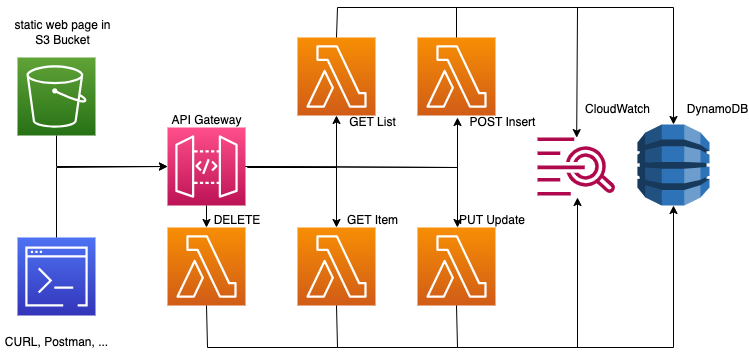 static web page in
S3 Bucket
API Gateway
GET List
POST Insert
CloudWatch
DynamoDB
DELETE
GET Item
PUT Update
CURL, Postman, ...